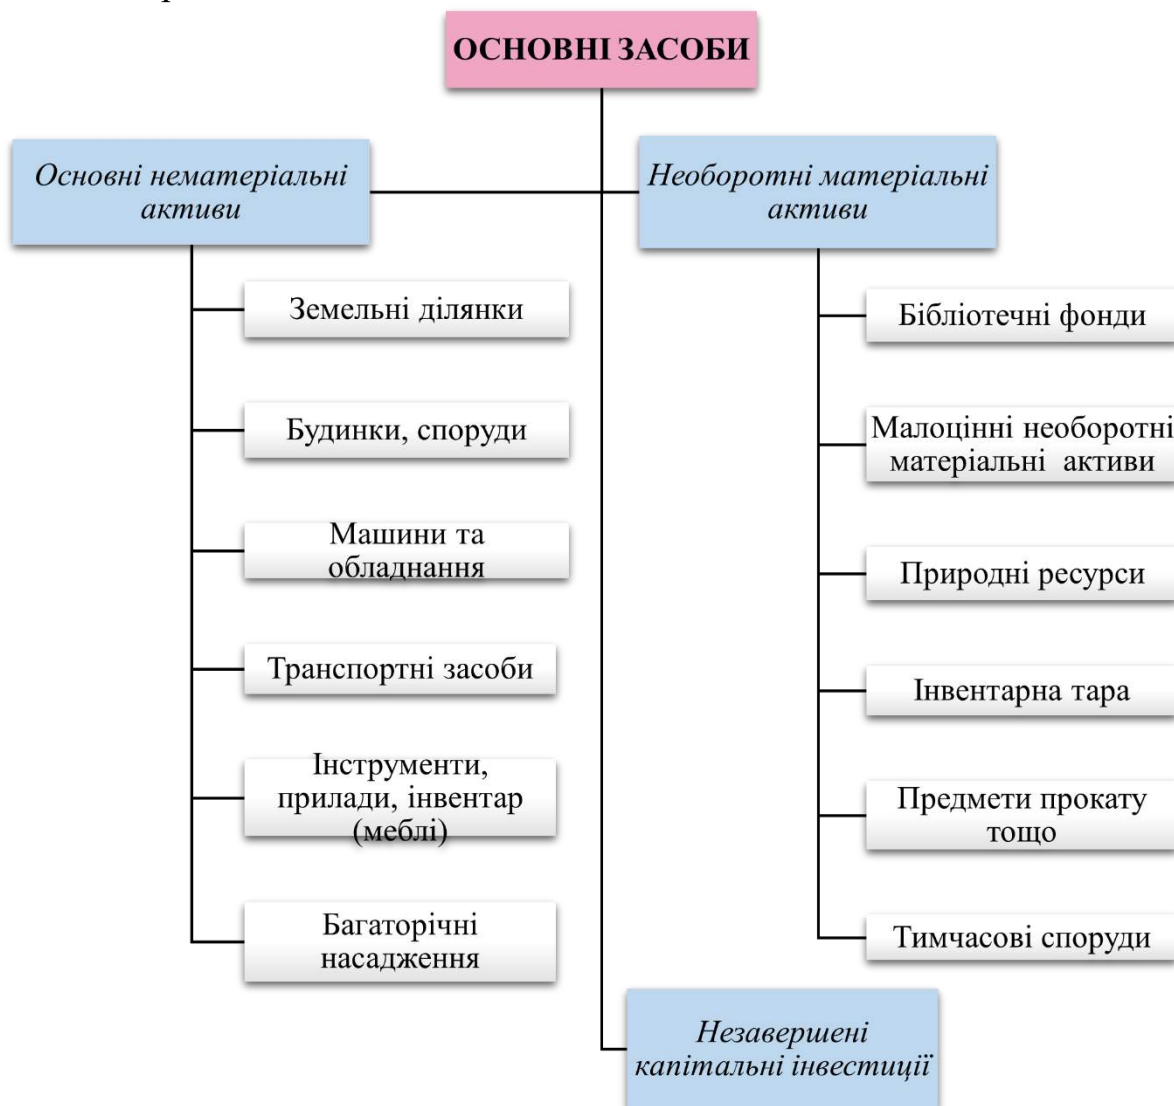 ОСНОВНІ ЗАСОБИ
Основні нематеріальні
активи
Необоротні матеріальні
активи
Земельні ділянки
Будинки, споруди
Машини та
обладнання
Транспортні засоби
Інструменти,
прилади, інвентар
(меблі)
Багаторічні
насадження
Бібліотечні фонди
Малоцінні необоротні
матеріальні активи
Природні ресурси
Інвентарна тара
Предмети прокату
тощо
Тимчасові споруди
Незавершені
капітальні інвестиції